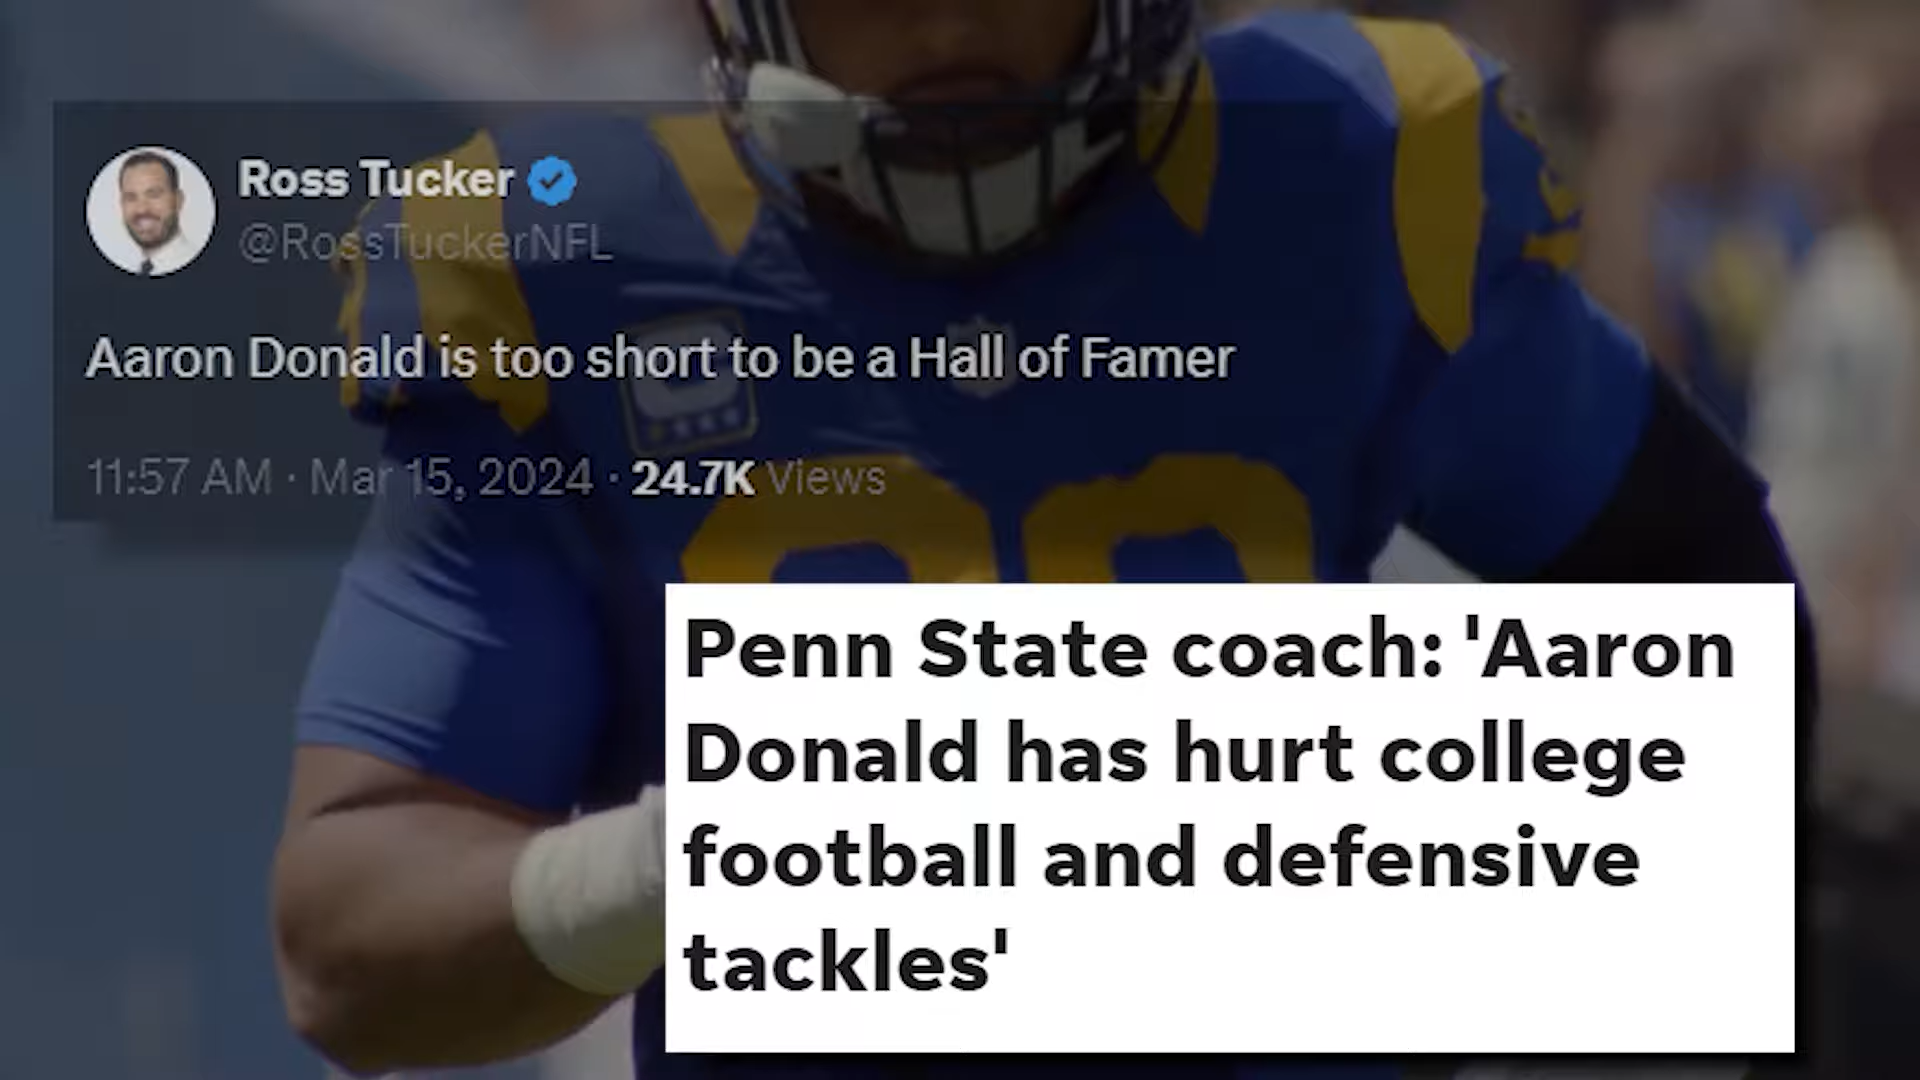 Ross Tucker
@RossTuckerNFL
Aaron Donald is too short to be a Hall of Famer
11:57 AM · Mar 15, 2024 · 24.7K Views
Penn State coach: 'Aaron
Donald has hurt college
football and defensive
tackles'